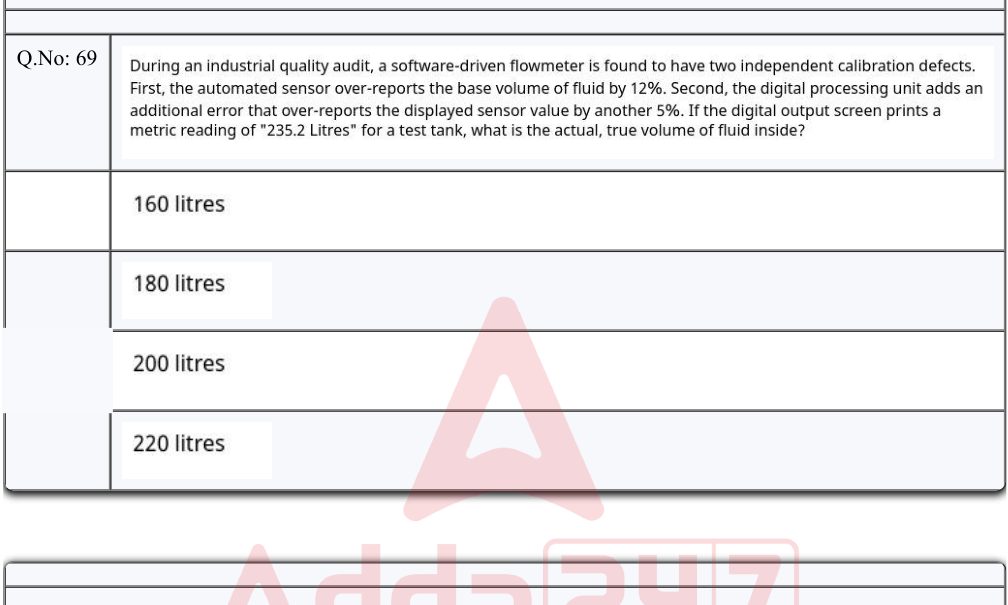 Q.No: 69
During an industrial quality audit, a software-driven flowmeter is found to have two independent calibration defects.
First, the automated sensor over-reports the base volume of fluid by 12%. Second, the digital processing unit adds an
additional error that over-reports the displayed sensor value by another 5%. If the digital output screen prints a
metric reading of "235.2 Litres" for a test tank, what is the actual, true volume of fluid inside?
160 litres
180 litres
200 litres
220 litres
Adda247